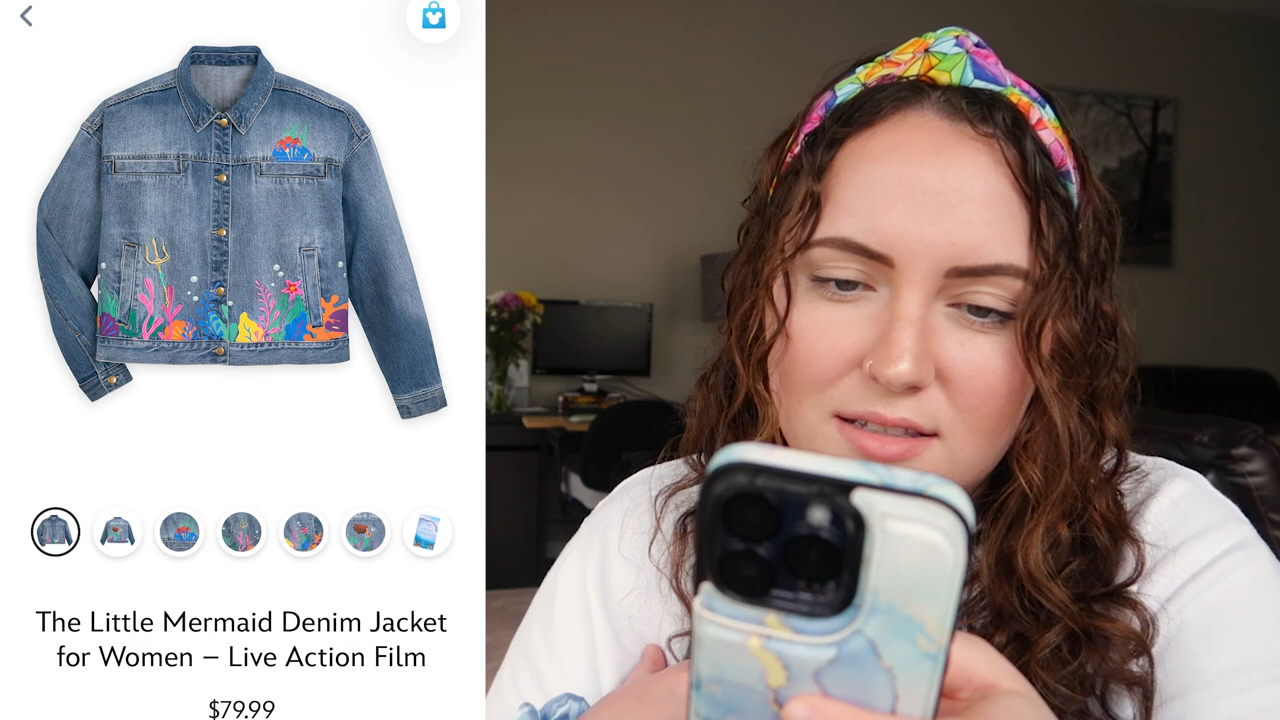 The Little Mermaid Denim Jacket
for Women – Live Action Film
$79.99